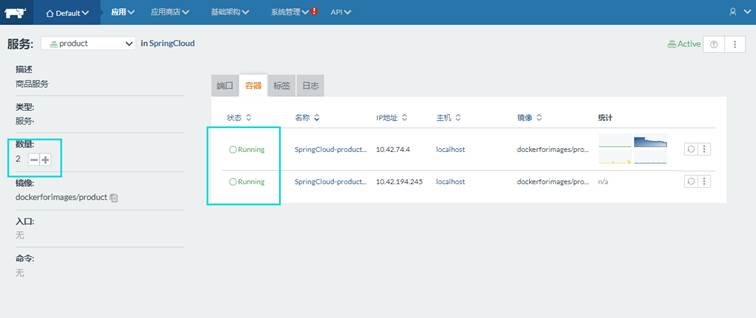 Default 应用 应用商店 基础架构 系统管理 ! API
服务: product in SpringCloud Active
描述
商品服务
类型:
服务-
数量:
2 − +
镜像:
dockerforimages/product
入口:
无
命令:
无
端口 容器 标签 日志
状态 名称 IP地址 主机 镜像 统计
Running SpringCloud-product... 10.42.74.4 localhost dockerforimages/pro...
Running SpringCloud-product... 10.42.194.245 localhost dockerforimages/pro... n/a